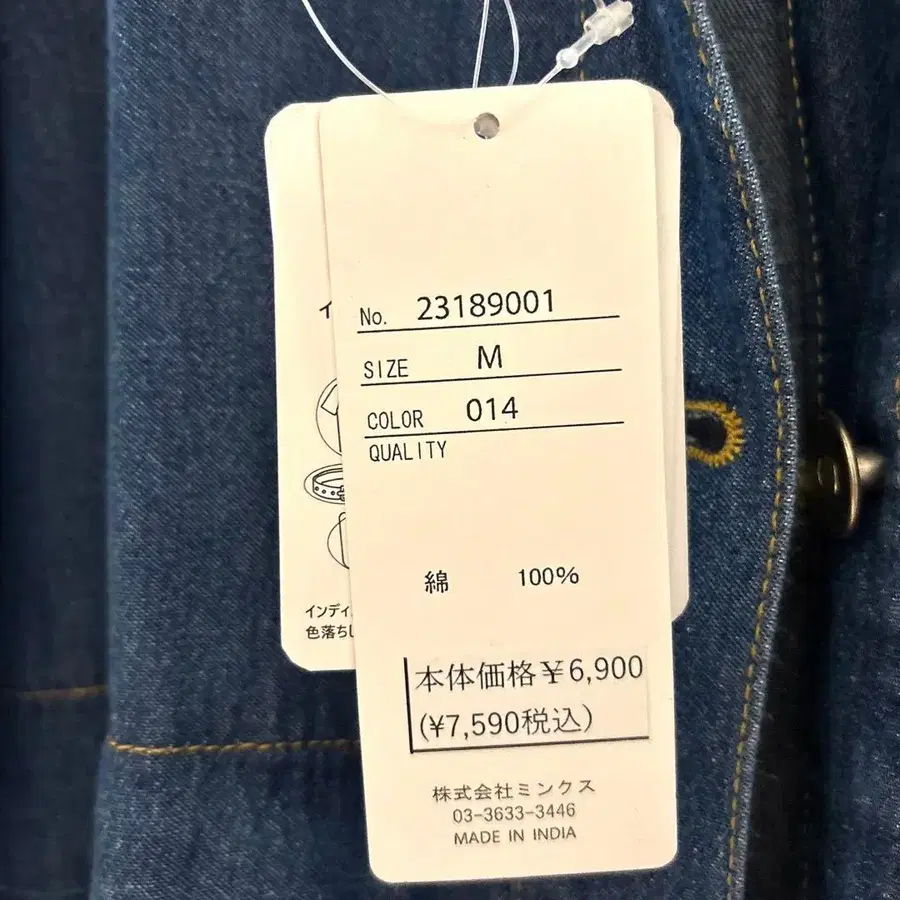 No. 23189001
SIZE M
COLOR 014
QUALITY
綿 100%
本体価格￥6,900
(¥7,590税込)
株式会社ミンクス
03-3633-3446
MADE IN INDIA
インディ
色落ちし